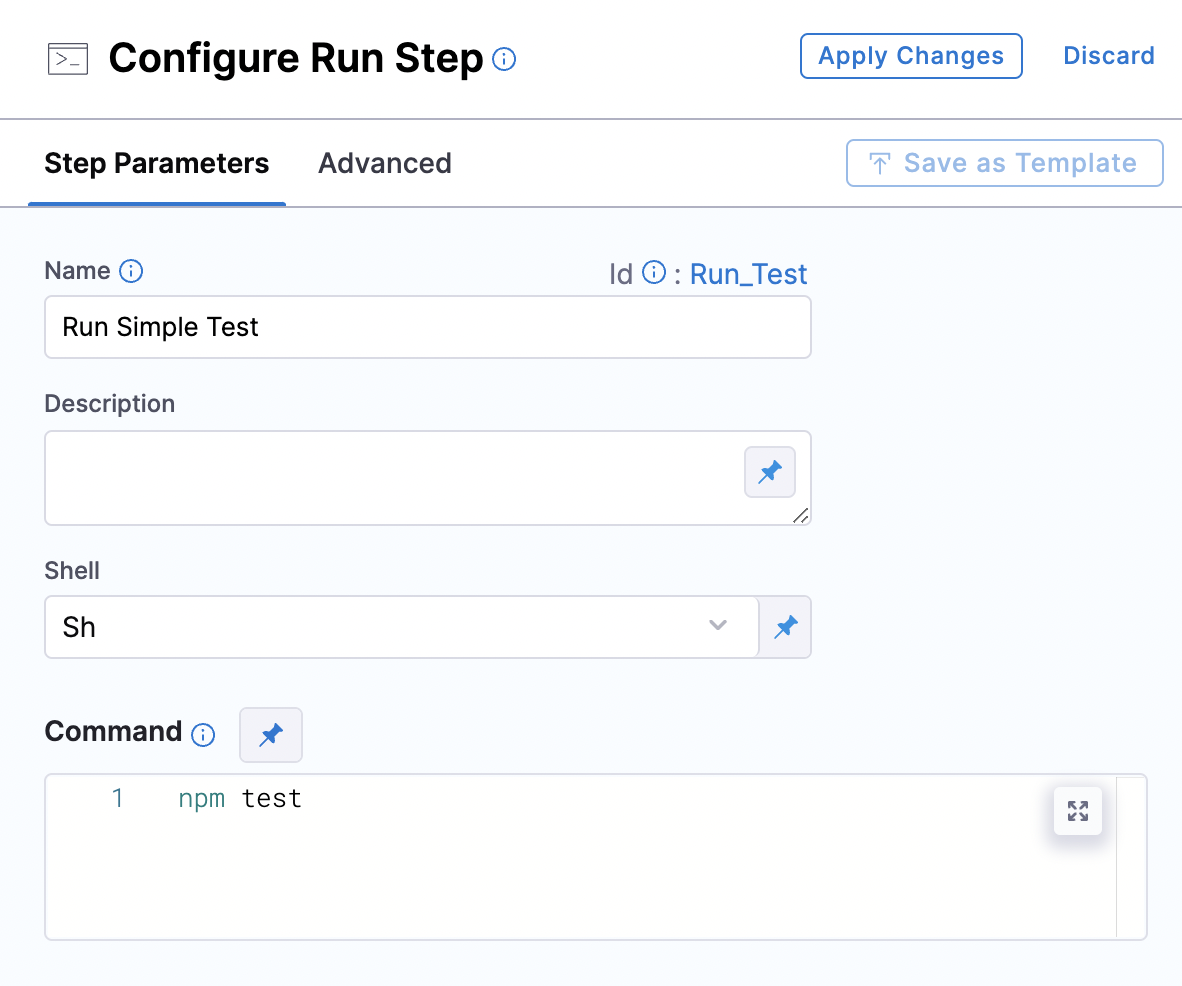 Configure Run Step
Apply Changes
Discard
Step Parameters
Advanced
Save as Template
Name
Id : Run_Test
Run Simple Test
Description
Shell
Sh
Command
1 npm test